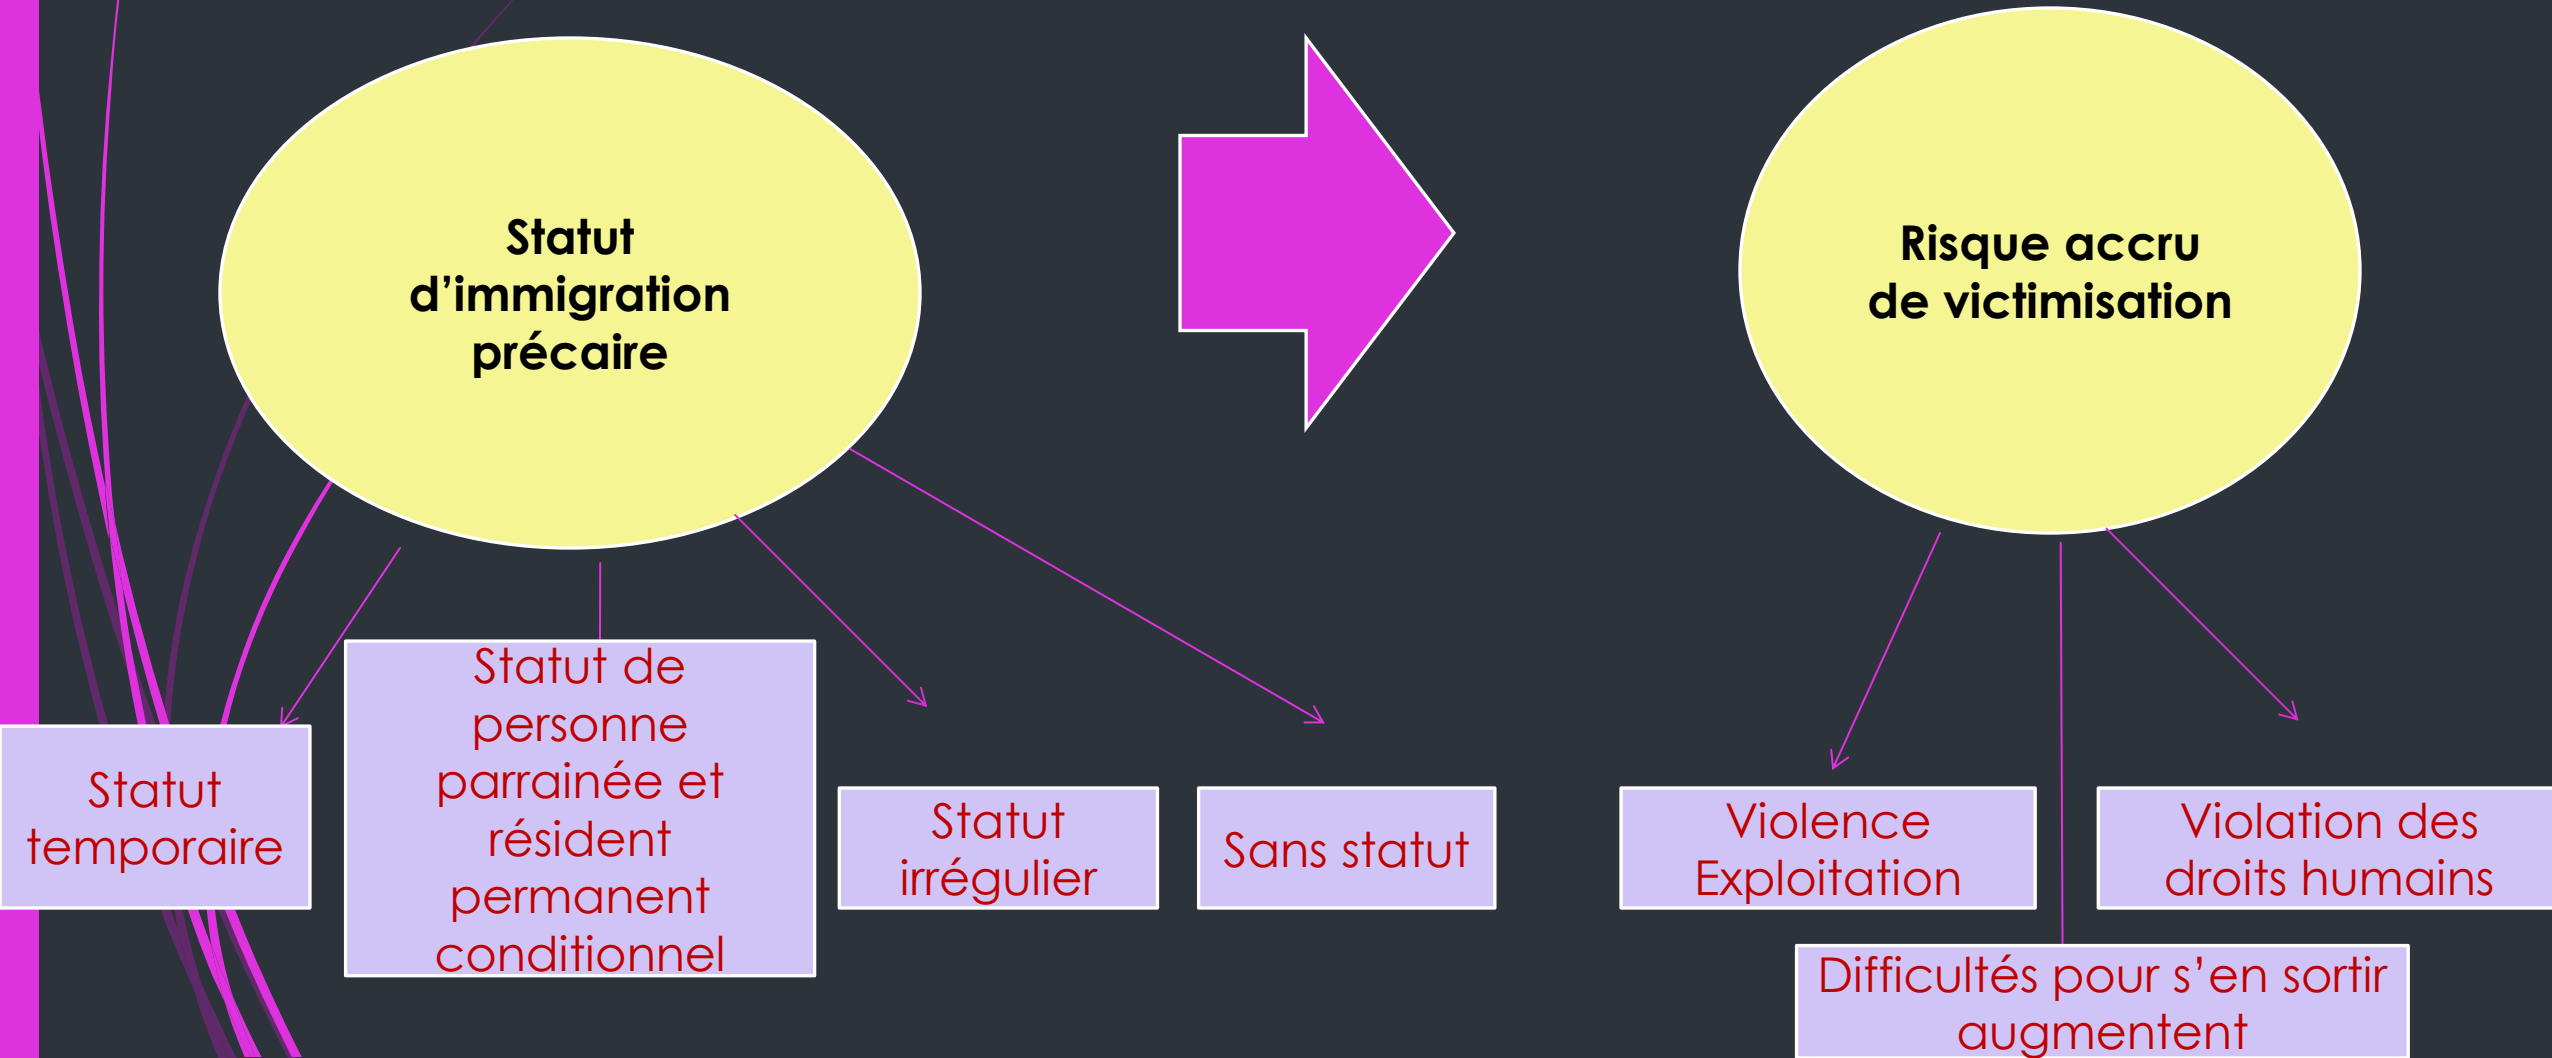 Statut
d’immigration
précaire
Risque accru
de victimisation
Statut
temporaire
Statut de
personne
parrainée et
résident
permanent
conditionnel
Statut
irrégulier
Sans statut
Violence
Exploitation
Violation des
droits humains
Difficultés pour s’en sortir
augmentent